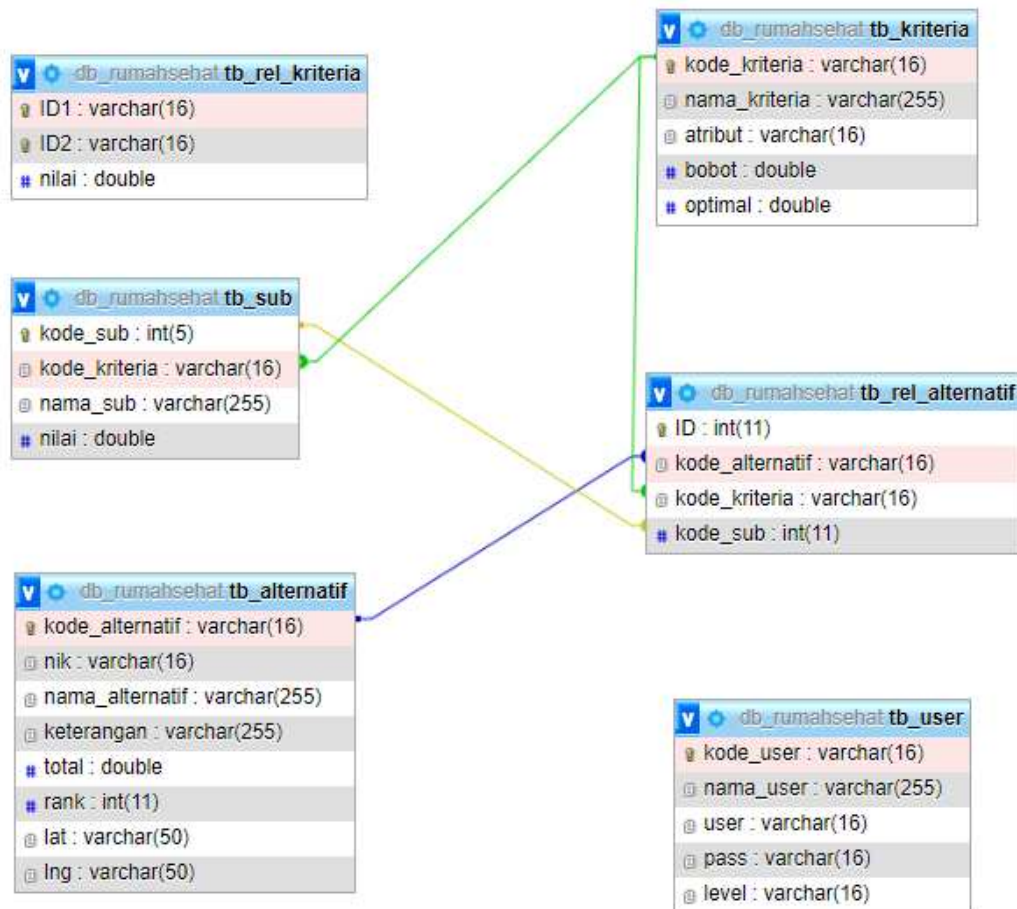 db_rumahsehat tb_rel_kriteria
ID1 : varchar(16)
ID2 : varchar(16)
nilai : double
db_rumahsehat tb_kriteria
kode_kriteria : varchar(16)
nama_kriteria : varchar(255)
atribut : varchar(16)
bobot : double
optimal : double
db_rumahsehat tb_sub
kode_sub : int(5)
kode_kriteria : varchar(16)
nama_sub : varchar(255)
nilai : double
db_rumahsehat tb_rel_alternatif
ID : int(11)
kode_alternatif : varchar(16)
kode_kriteria : varchar(16)
kode_sub : int(11)
db_rumahsehat tb_alternatif
kode_alternatif : varchar(16)
nik : varchar(16)
nama_alternatif : varchar(255)
keterangan : varchar(255)
total : double
rank : int(11)
lat : varchar(50)
lng : varchar(50)
db_rumahsehat tb_user
kode_user : varchar(16)
nama_user : varchar(255)
user : varchar(16)
pass : varchar(16)
level : varchar(16)